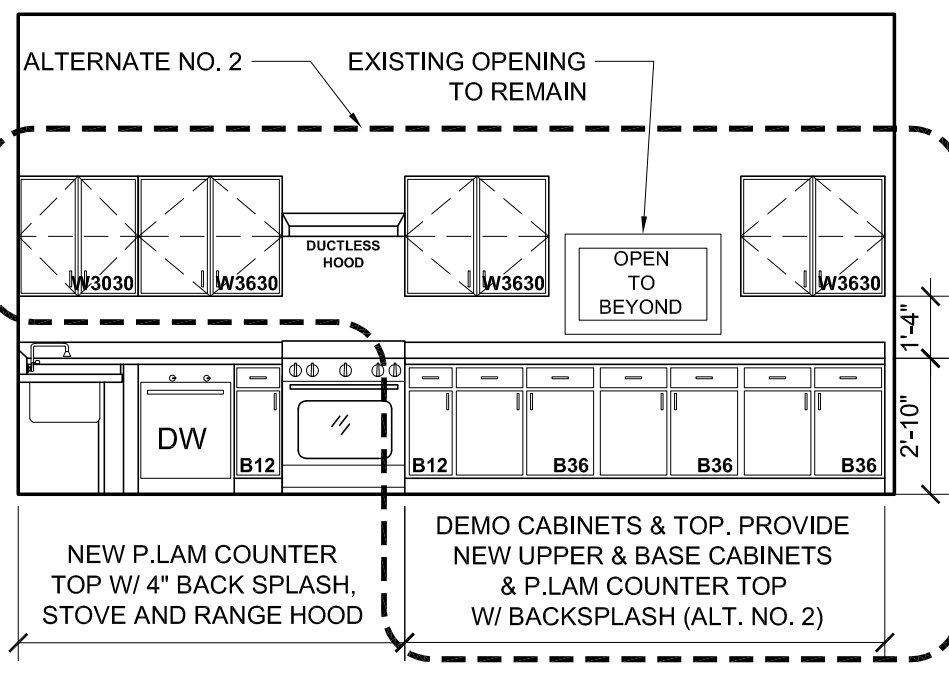 ALTERNATE NO. 2
EXISTING OPENING
TO REMAIN
W3030
W3630
DUCTLESS
HOOD
W3630
OPEN
TO
BEYOND
W3630
1'-4"
2'-10"
DW
B12
B12
B36
B36
B36
NEW P.LAM COUNTER
TOP W/ 4" BACK SPLASH,
STOVE AND RANGE HOOD
DEMO CABINETS & TOP. PROVIDE
NEW UPPER & BASE CABINETS
& P.LAM COUNTER TOP
W/ BACKSPLASH (ALT. NO. 2)